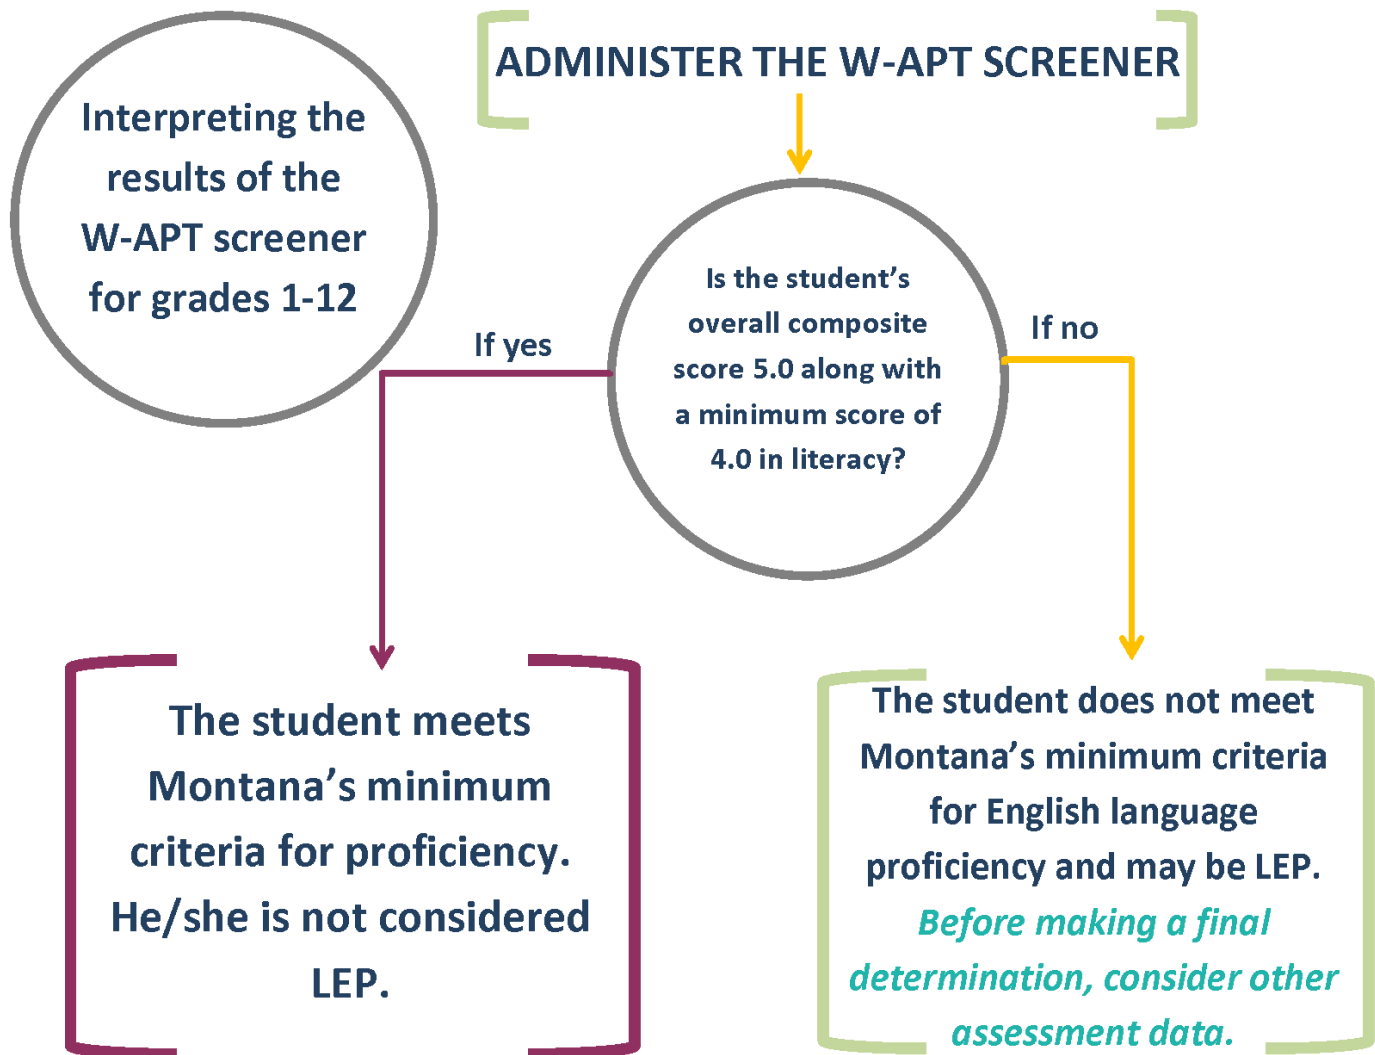 Interpreting the
results of the
W-APT screener
for grades 1-12
ADMINISTER THE W-APT SCREENER
Is the student’s
overall composite
score 5.0 along with
a minimum score of
4.0 in literacy?
If yes
If no
The student meets
Montana’s minimum
criteria for proficiency.
He/she is not considered
LEP.
The student does not meet
Montana’s minimum criteria
for English language
proficiency and may be LEP.
Before making a final
determination, consider other
assessment data.